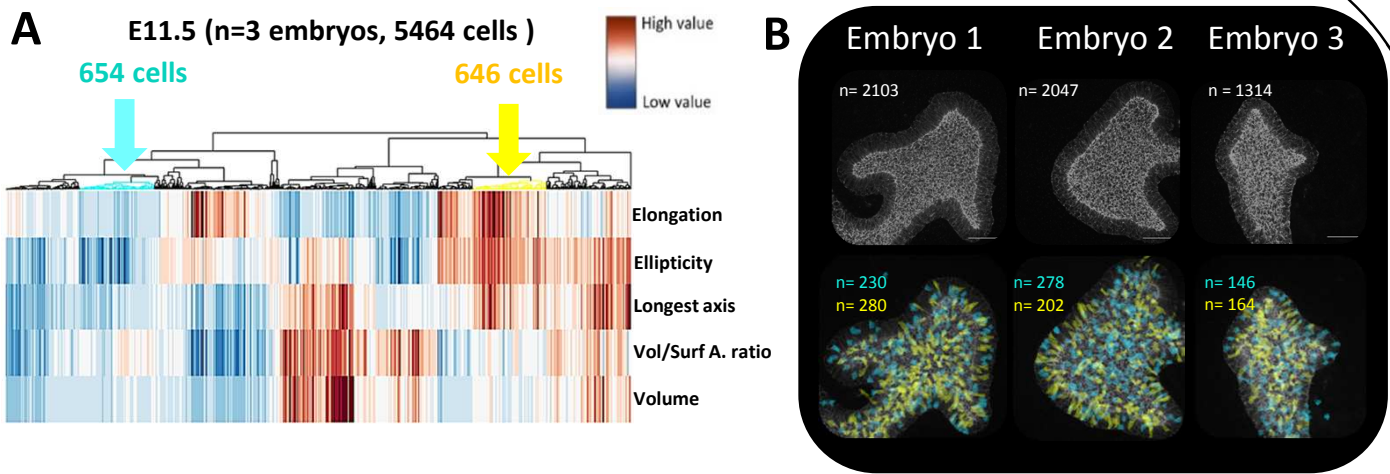 A
E11.5 (n=3 embryos, 5464 cells )
High value
Low value
654 cells
646 cells
Elongation
Ellipticity
Longest axis
Vol/Surf A. ratio
Volume
B
Embryo 1
Embryo 2
Embryo 3
n= 2103
n= 2047
n = 1314
n= 230
n= 280
n= 278
n= 202
n= 146
n= 164